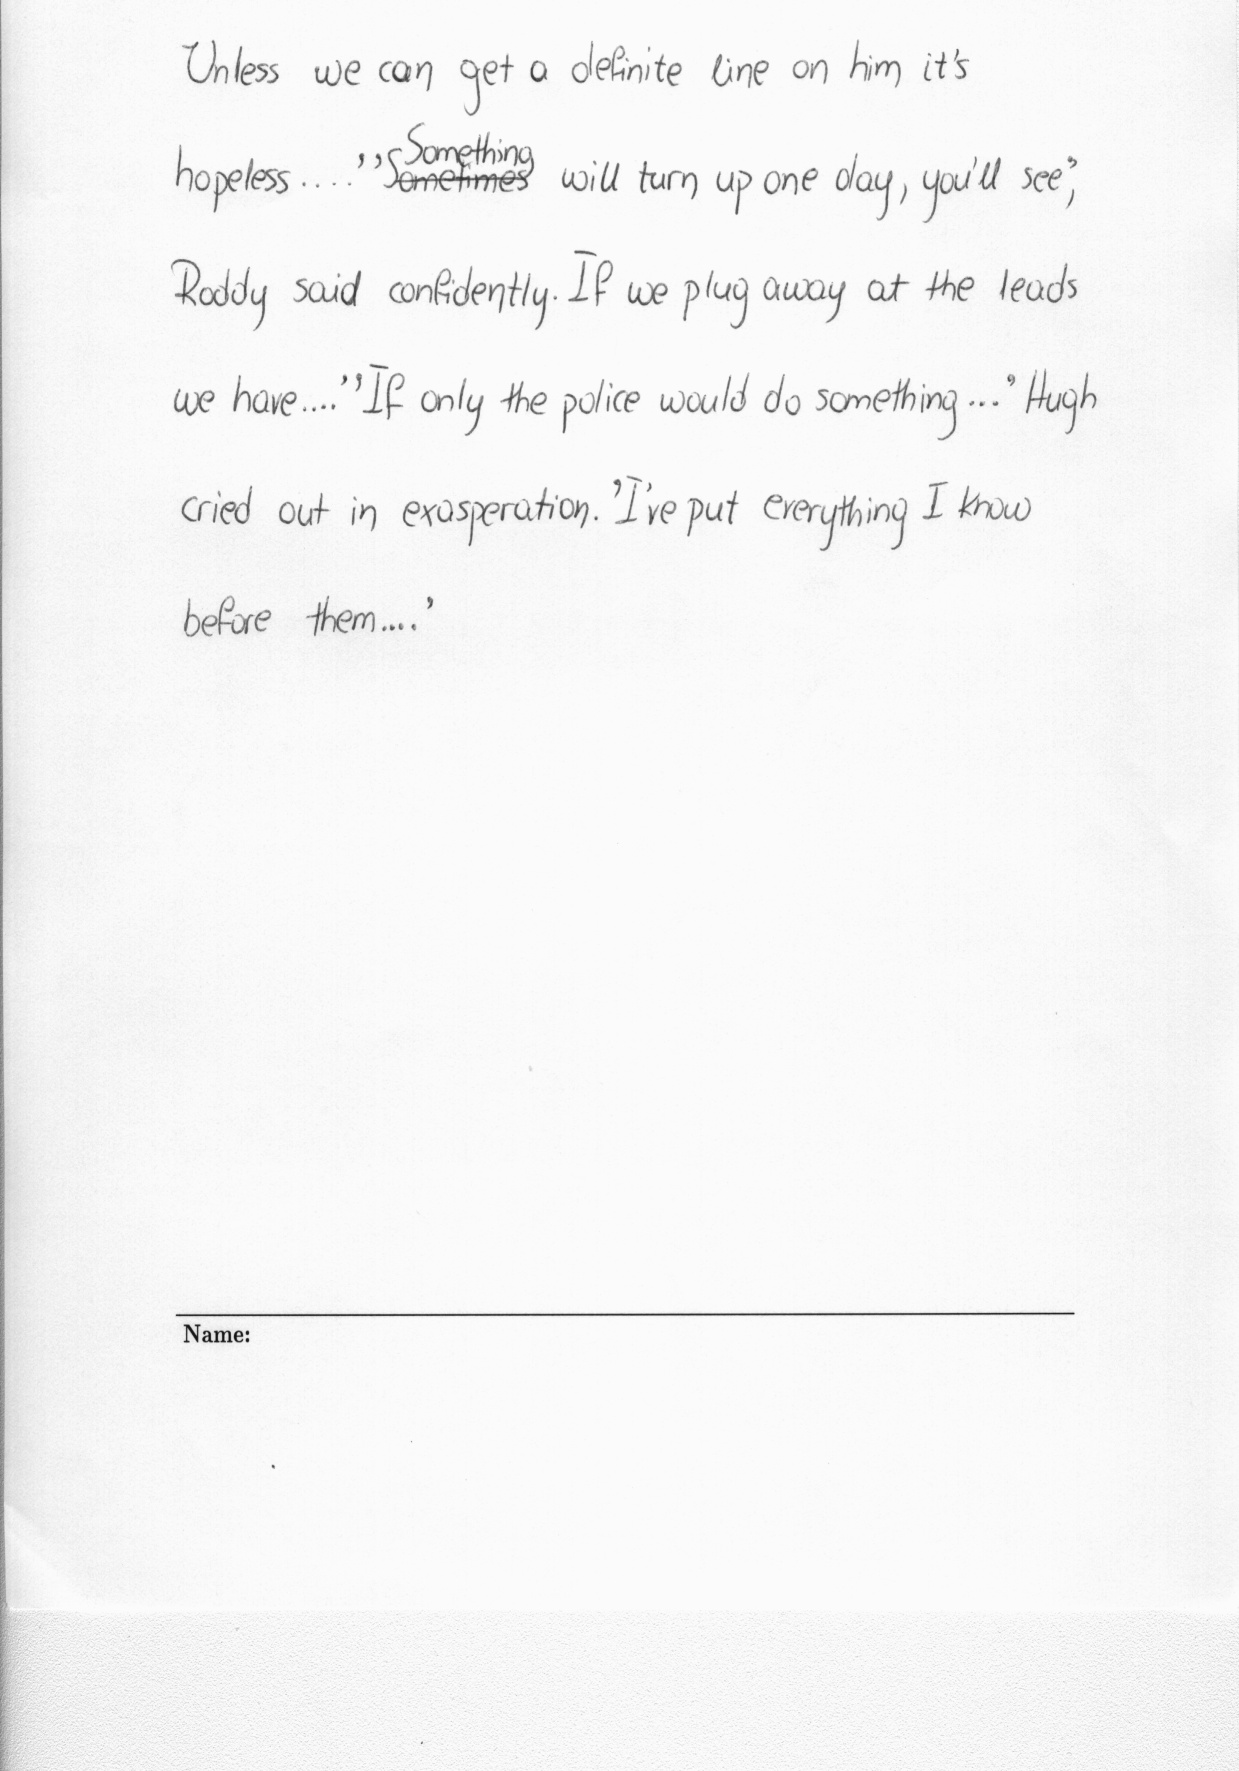 Unless we can get a definite line on him it's
hopeless....''Something Sometimes will turn up one day, you'll see',
Roddy said confidently. If we plug away at the leads
we have....''If only the police would do something...' Hugh
cried out in exasperation. 'I've put everything I know
before them....'
Name: